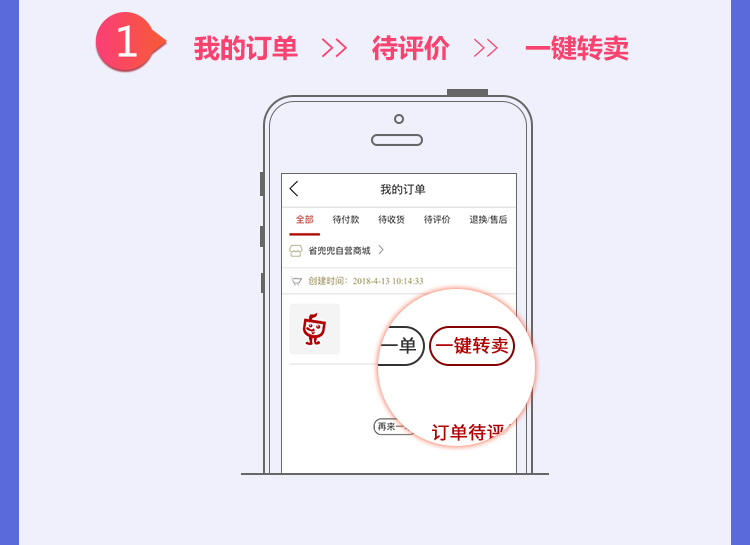 1 我的订单 >> 待评价 >> 一键转卖
我的订单
全部 待付款 待收货 待评价 退换/售后
省兜兜自营商城 >
创建时间：2018-4-13 10:14:33
一单 一键转卖
再来一
订单待评